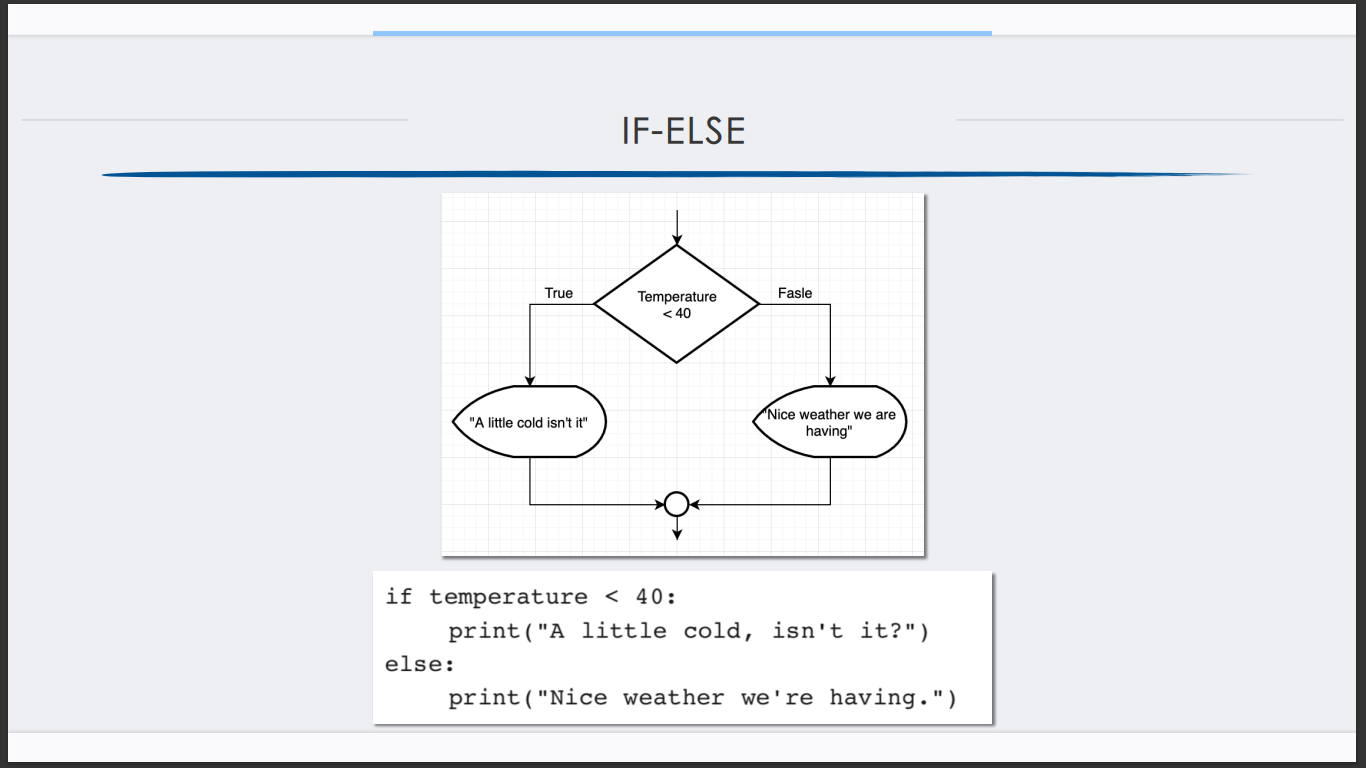 IF-ELSE
True
Temperature
< 40
Fasle
"A little cold isn't it"
"Nice weather we are
having"
if temperature < 40:
    print("A little cold, isn't it?")
else:
    print("Nice weather we're having.")